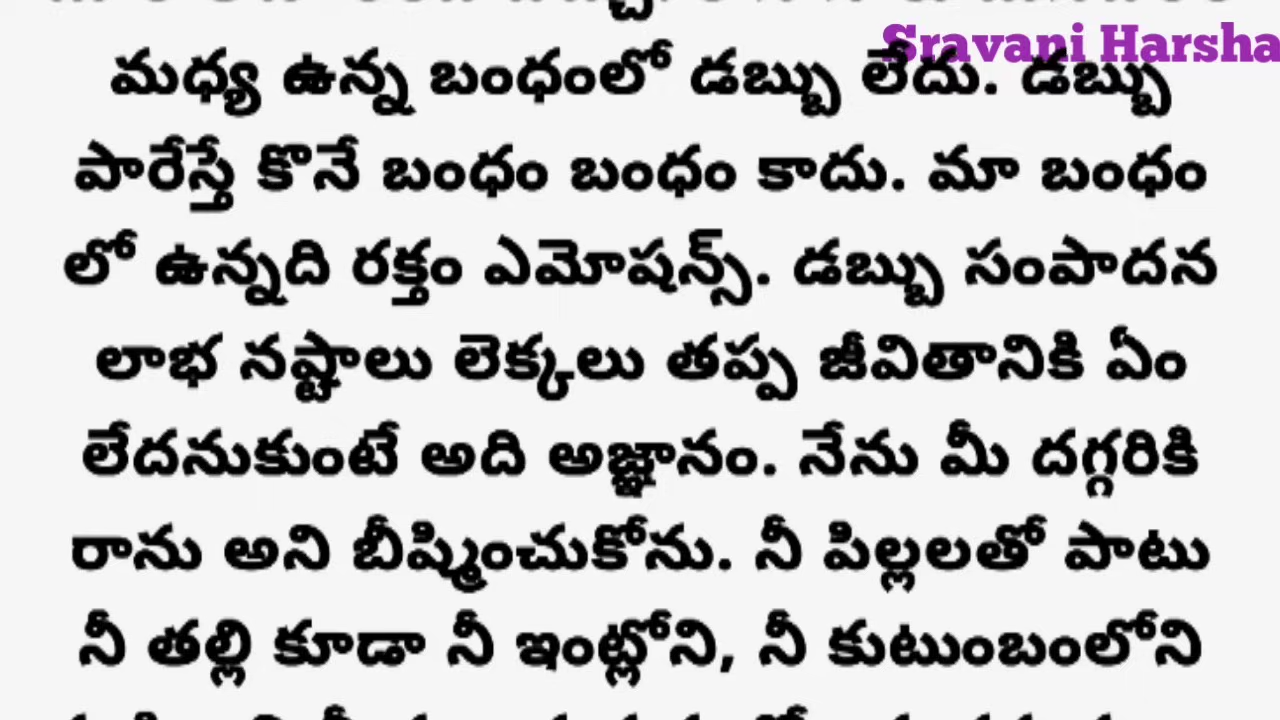 Sravani Harsha
మధ్య ఉన్న బంధంలో డబ్బు లేదు. డబ్బు
పారేస్తే కొనే బంధం బంధం కాదు. మా బంధం
లో ఉన్నది రక్తం ఎమోషన్స్. డబ్బు సంపాదన
లాభ నష్టాలు లెక్కలు తప్ప జీవితానికి ఏం
లేదనుకుంటే అది అజ్ఞానం. నేను మీ దగ్గరికి
రాను అని బీష్మించుకోను. నీ పిల్లలతో పాటు
నీ తల్లి కూడా నీ ఇంట్లోని, నీ కుటుంబంలోని